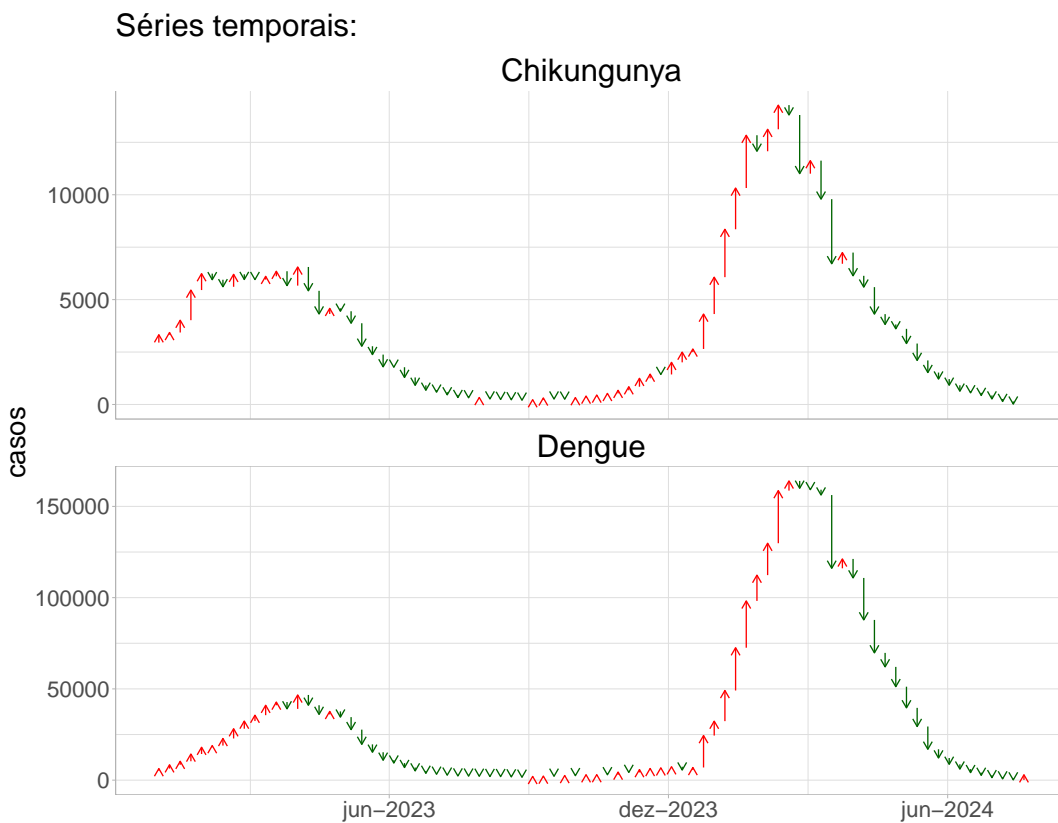 Séries temporais:
Chikungunya
10000
5000
0
casos
Dengue
150000
100000
50000
0
jun−2023 dez−2023 jun−2024